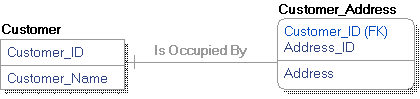 Customer
Customer_ID
Customer_Name
Is Occupied By
Customer_Address
Customer_ID (FK)
Address_ID
Address